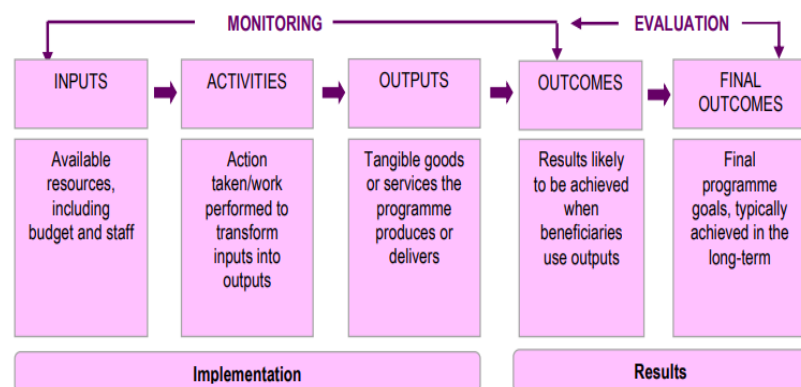 MONITORING
EVALUATION
INPUTS
ACTIVITIES
OUTPUTS
OUTCOMES
FINAL
OUTCOMES
Available
resources,
including
budget and staff
Action
taken/work
performed to
transform
inputs into
outputs
Tangible goods
or services the
programme
produces or
delivers
Results likely
to be achieved
when
beneficiaries
use outputs
Final
programme
goals, typically
achieved in the
long-term
Implementation
Results